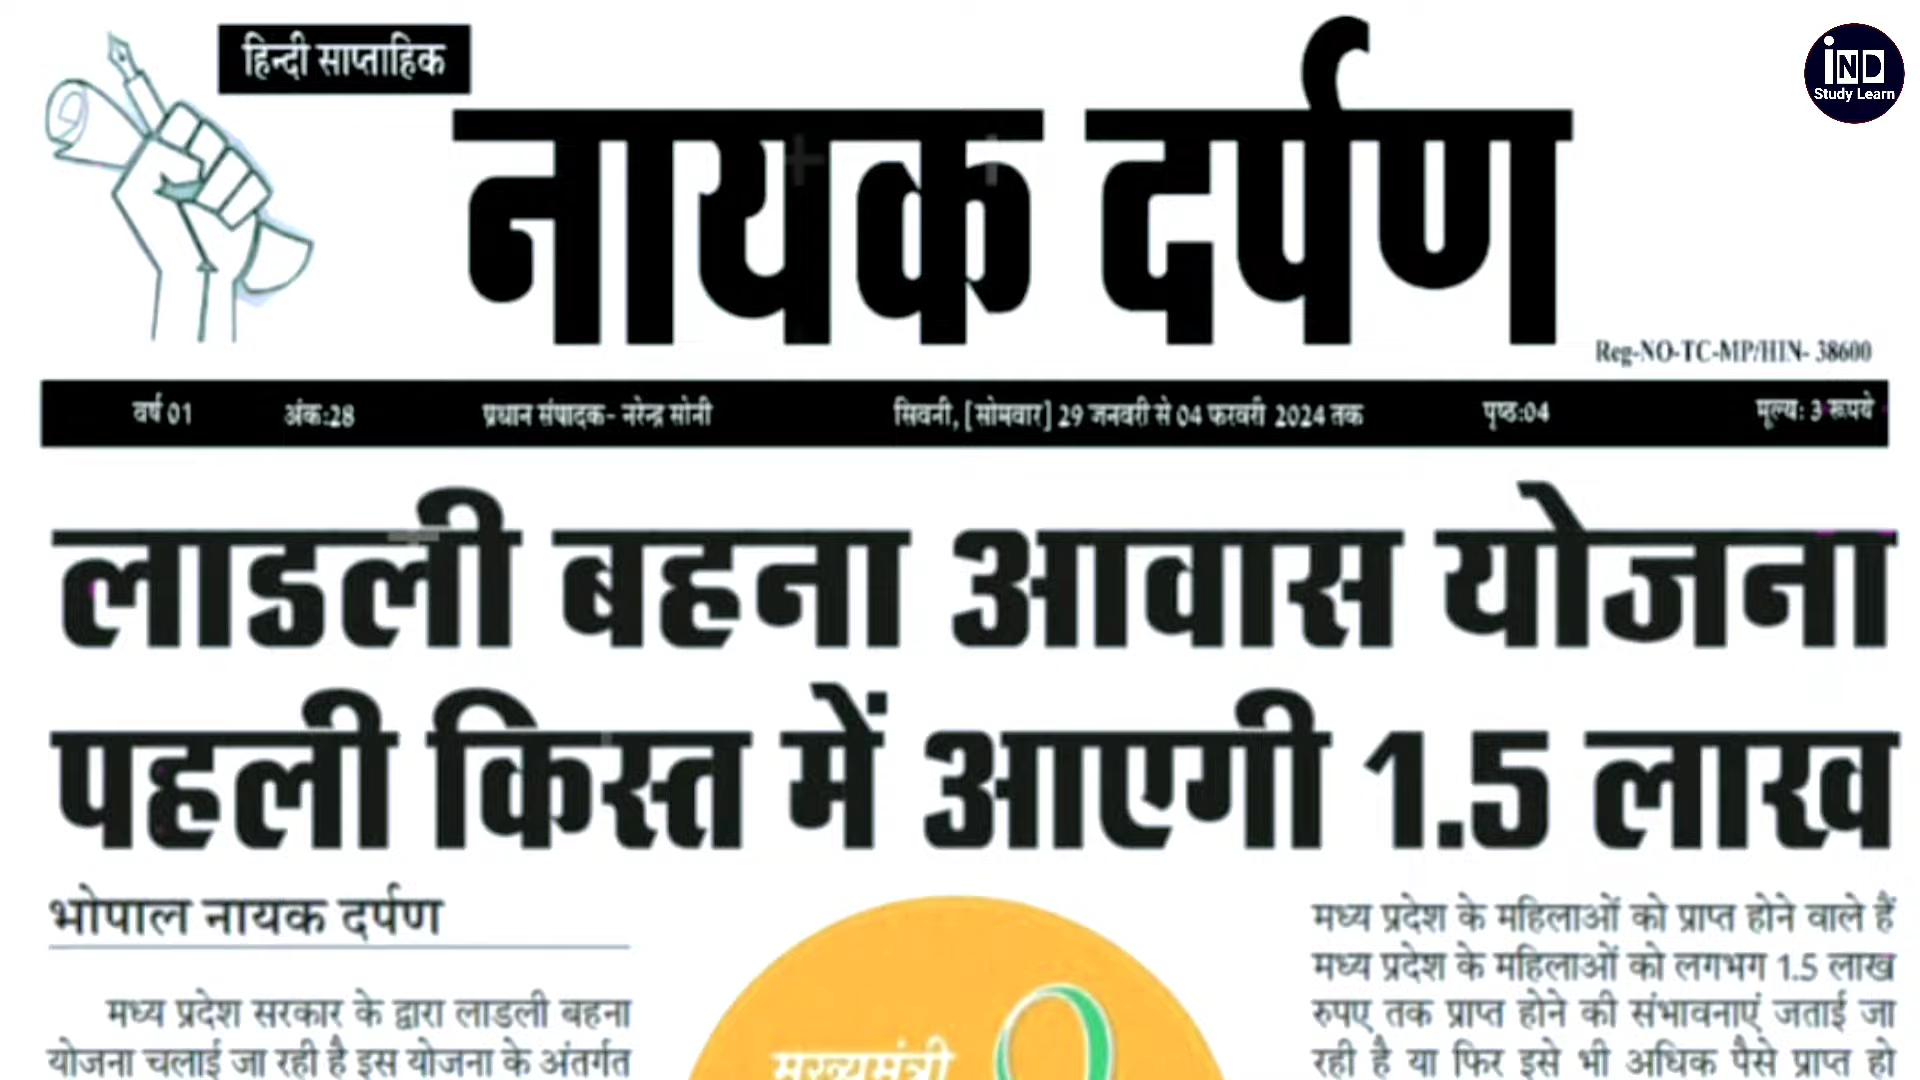 हिन्दी साप्ताहिक
नायक दर्पण
iND
Study Learn
Reg-NO-TC-MP/HIN- 38600
वर्ष 01 अंक:28 प्रधान संपादक- नरेन्द्र सोनी सिवनी, [सोमवार] 29 जनवरी से 04 फरवरी 2024 तक पृष्ठ:04 मूल्य: 3 रूपये
लाडली बहना आवास योजना
पहली किस्त में आएगी 1.5 लाख
भोपाल नायक दर्पण
मध्य प्रदेश सरकार के द्वारा लाडली बहना
योजना चलाई जा रही है इस योजना के अंतर्गत
मुख्यमंत्री
मध्य प्रदेश के महिलाओं को प्राप्त होने वाले हैं
मध्य प्रदेश के महिलाओं को लगभग 1.5 लाख
रुपए तक प्राप्त होने की संभावनाएं जताई जा
रही है या फिर इसे भी अधिक पैसे प्राप्त हो